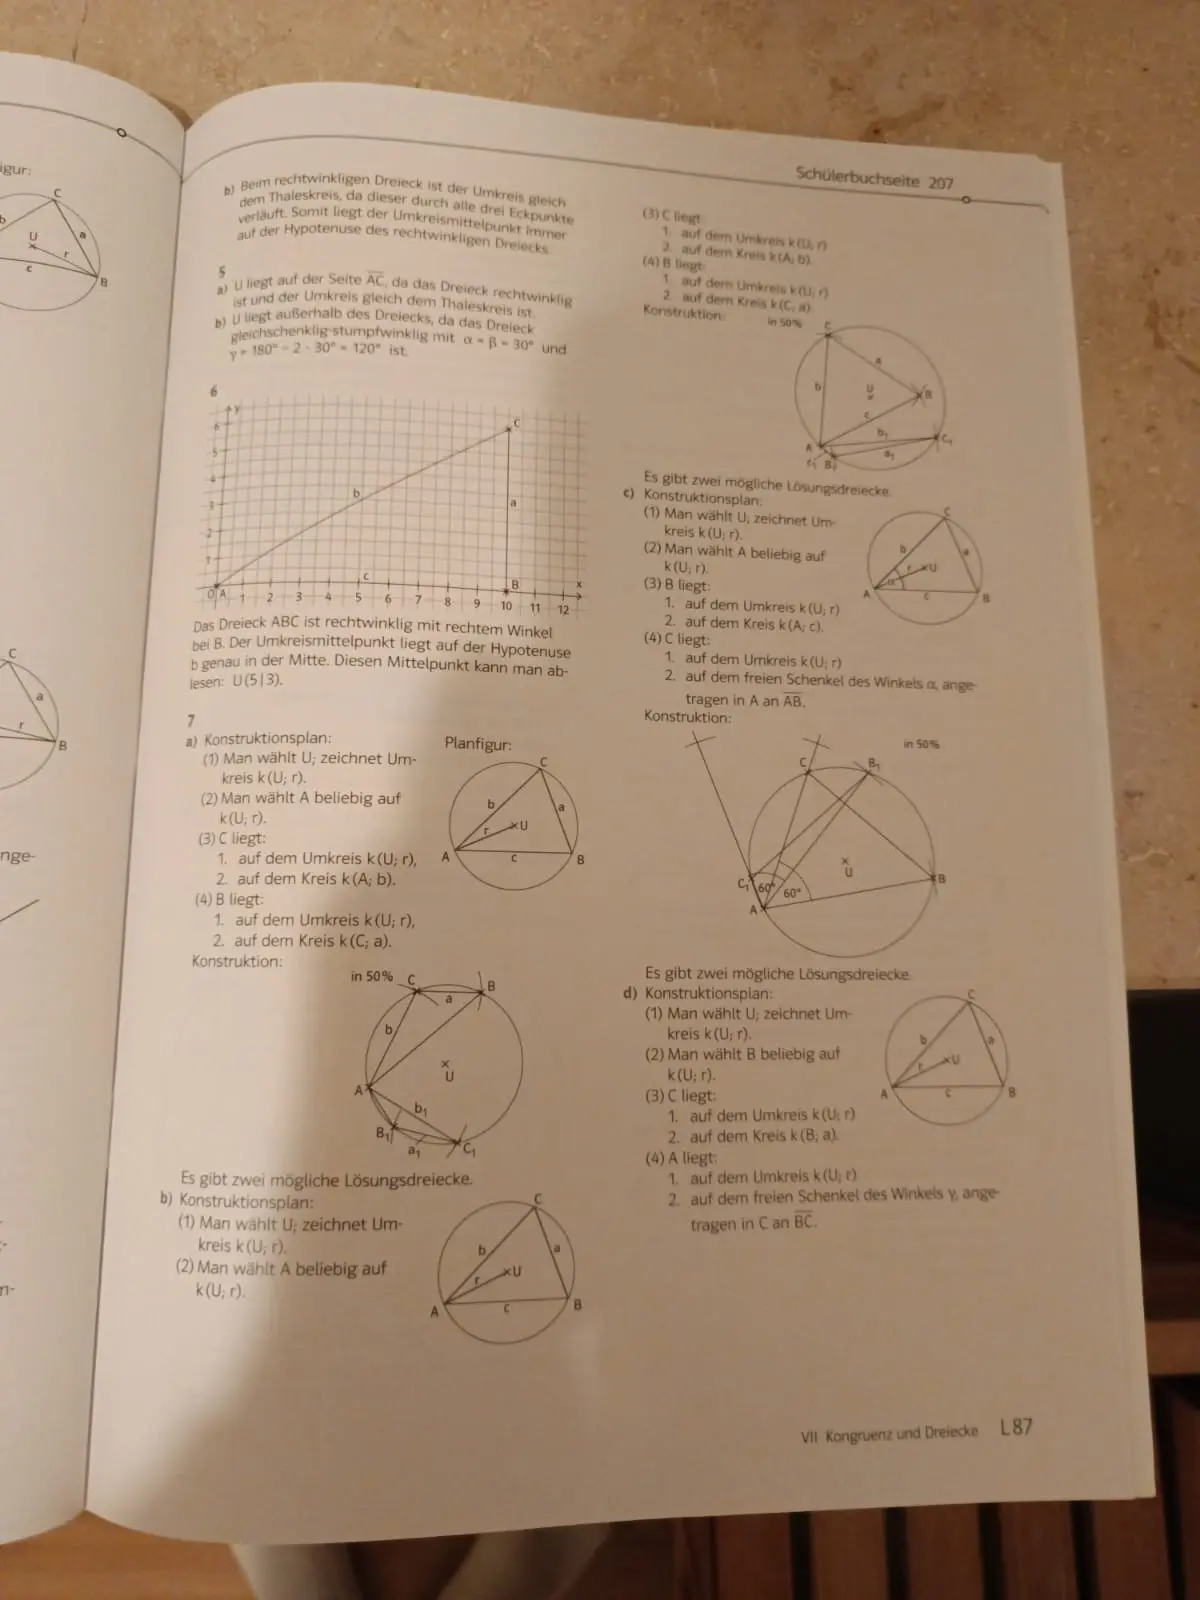 igur:
C
b
U
a
r
c
B
C
a
r
B
nge-
Schülerbuchseite 207
b) Beim rechtwinkligen Dreieck ist der Umkreis gleich
dem Thaleskreis, da dieser durch alle drei Eckpunkte
verläuft. Somit liegt der Umkreismittelpunkt immer
auf der Hypotenuse des rechtwinkligen Dreiecks.
5
a) U liegt auf der Seite AC, da das Dreieck rechtwinklig
ist und der Umkreis gleich dem Thaleskreis ist.
b) U liegt außerhalb des Dreiecks, da das Dreieck
gleichschenklig-stumpfwinklig mit α = β = 30° und
γ = 180° − 2 · 30° = 120° ist.
6
y
6
5
4
3
2
1
C
b
a
c
B
x
O A 1 2 3 4 5 6 7 8 9 10 11 12
Das Dreieck ABC ist rechtwinklig mit rechtem Winkel
bei B. Der Umkreismittelpunkt liegt auf der Hypotenuse
b genau in der Mitte. Diesen Mittelpunkt kann man ab-
lesen: U(5|3).
7
a) Konstruktionsplan:
Planfigur:
(1) Man wählt U; zeichnet Um-
kreis k(U; r).
(2) Man wählt A beliebig auf
k(U; r).
(3) C liegt:
1. auf dem Umkreis k(U; r),
2. auf dem Kreis k(A; b).
(4) B liegt:
1. auf dem Umkreis k(U; r),
2. auf dem Kreis k(C; a).
C
b
a
r
U
A
c
B
Konstruktion:
in 50%
C
B
a
b
U
A
b₁
B₁
a₁
C₁
Es gibt zwei mögliche Lösungsdreiecke.
b) Konstruktionsplan:
(1) Man wählt U; zeichnet Um-
kreis k(U; r).
(2) Man wählt A beliebig auf
k(U; r).
C
b
a
r
U
A
c
B
(3) C liegt:
1. auf dem Umkreis k(U; r)
2. auf dem Kreis k(A; b).
(4) B liegt:
1. auf dem Umkreis k(U; r)
2. auf dem Kreis k(C; a).
Konstruktion:
in 50%
C
a
b
U
B
c
A
b₁
C₁
c₁
B₁
a₁
Es gibt zwei mögliche Lösungsdreiecke.
c) Konstruktionsplan:
(1) Man wählt U; zeichnet Um-
kreis k(U; r).
(2) Man wählt A beliebig auf
k(U; r).
(3) B liegt:
1. auf dem Umkreis k(U; r)
2. auf dem Kreis k(A; c).
(4) C liegt:
1. auf dem Umkreis k(U; r)
2. auf dem freien Schenkel des Winkels α, ange-
tragen in A an AB.
C
b
a
r
U
α
A
c
B
Konstruktion:
in 50%
C
B₁
U
C₁
60°
60°
B
A
Es gibt zwei mögliche Lösungsdreiecke.
d) Konstruktionsplan:
(1) Man wählt U; zeichnet Um-
kreis k(U; r).
(2) Man wählt B beliebig auf
k(U; r).
(3) C liegt:
1. auf dem Umkreis k(U; r)
2. auf dem Kreis k(B; a).
(4) A liegt:
1. auf dem Umkreis k(U; r)
2. auf dem freien Schenkel des Winkels γ, ange-
tragen in C an BC.
C
b
a
r
U
A
c
B
VII Kongruenz und Dreiecke L87